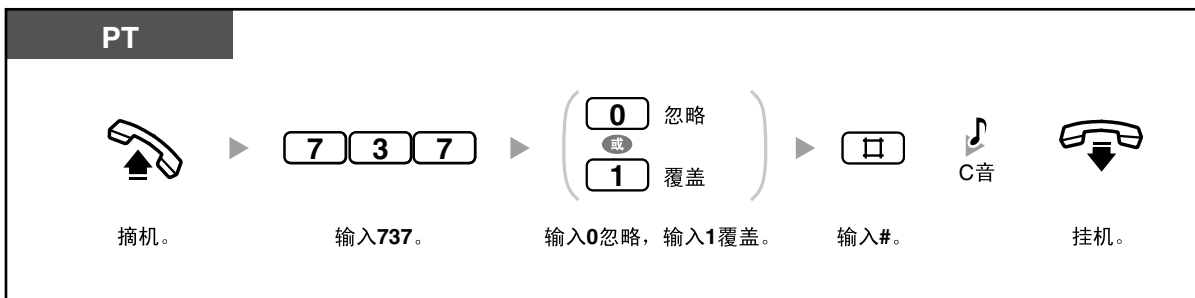 PT
7 3 7
0 忽略
或
1 覆盖
C音
摘机。
输入737。
输入0忽略，输入1覆盖。
输入#。
挂机。